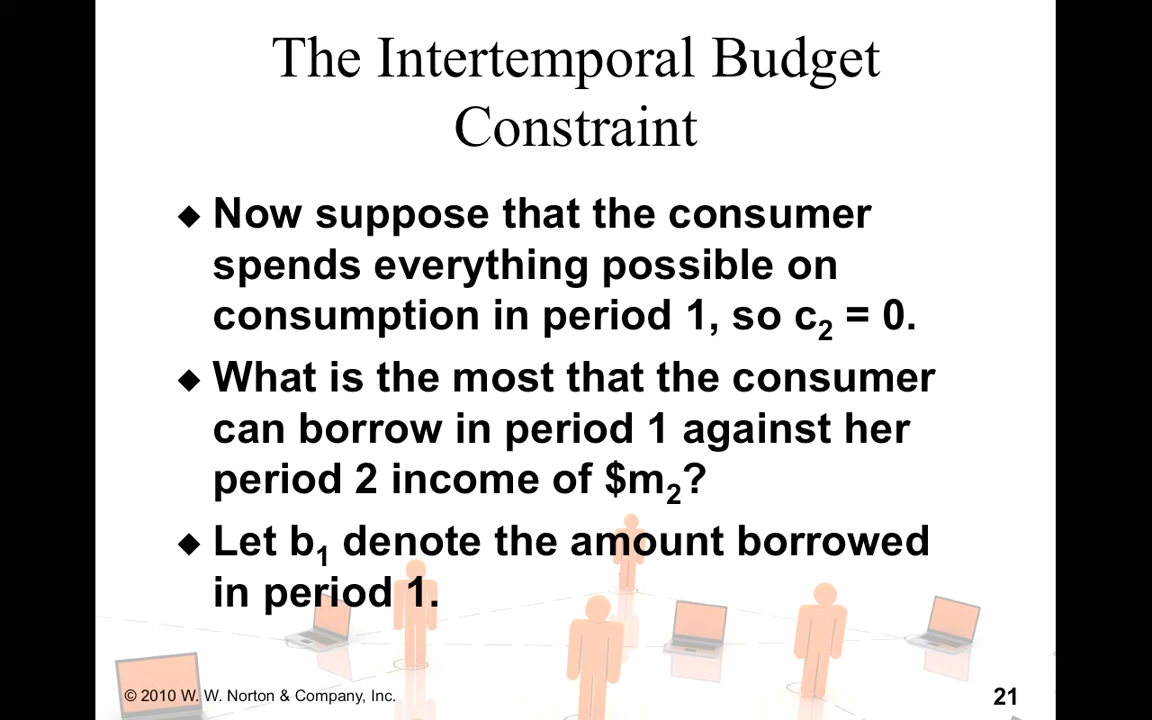 The Intertemporal Budget
Constraint
◆ Now suppose that the consumer
spends everything possible on
consumption in period 1, so c₂ = 0.
◆ What is the most that the consumer
can borrow in period 1 against her
period 2 income of $m₂?
◆ Let b₁ denote the amount borrowed
in period 1.
© 2010 W. W. Norton & Company, Inc.
21